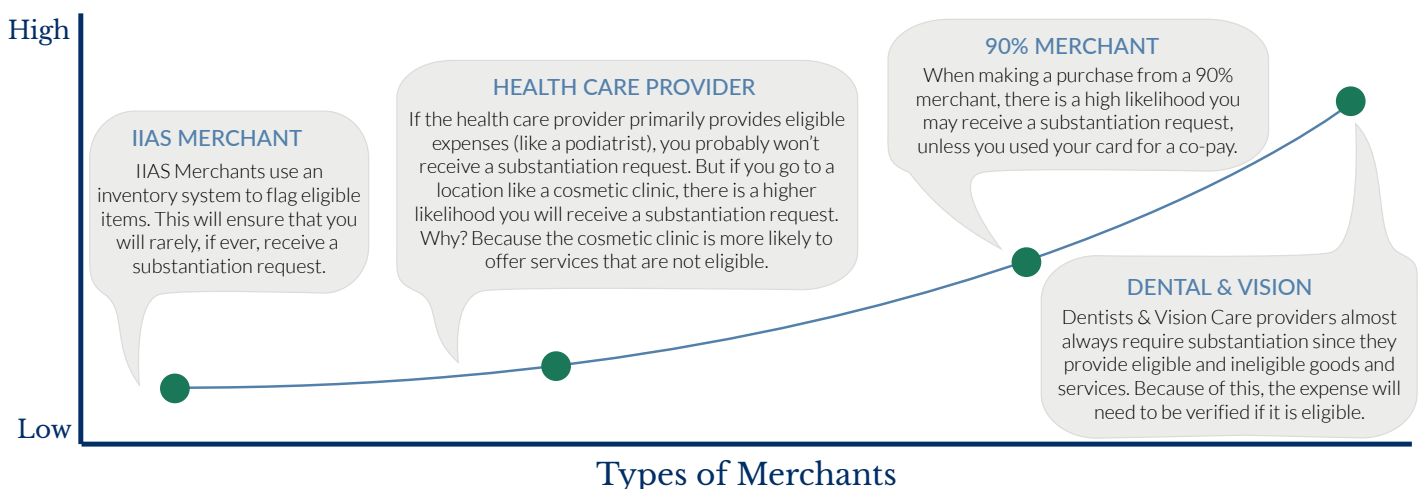 High
IIAS MERCHANT
IIAS Merchants use an
inventory system to flag eligible
items. This will ensure that you
will rarely, if ever, receive a
substantiation request.
HEALTH CARE PROVIDER
If the health care provider primarily provides eligible
expenses (like a podiatrist), you probably won’t
receive a substantiation request. But if you go to a
location like a cosmetic clinic, there is a higher
likelihood you will receive a substantiation request.
Why? Because the cosmetic clinic is more likely to
offer services that are not eligible.
90% MERCHANT
When making a purchase from a 90%
merchant, there is a high likelihood you
may receive a substantiation request,
unless you used your card for a co-pay.
DENTAL & VISION
Dentists & Vision Care providers almost
always require substantiation since they
provide eligible and ineligible goods and
services. Because of this, the expense will
need to be verified if it is eligible.
Low
Types of Merchants